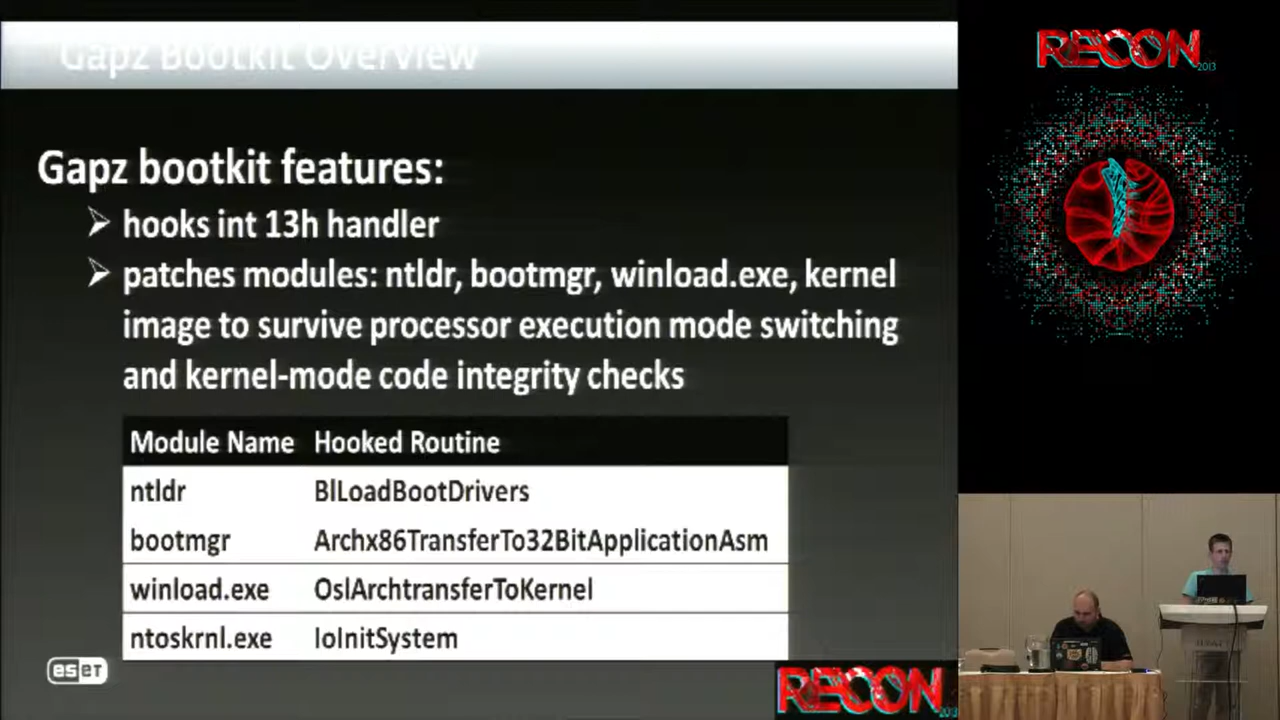 Gapz Bootkit Overview
RECON
2013
Gapz bootkit features:
hooks int 13h handler
patches modules: ntldr, bootmgr, winload.exe, kernel
image to survive processor execution mode switching
and kernel-mode code integrity checks
Module Name Hooked Routine
ntldr BlLoadBootDrivers
bootmgr Archx86TransferTo32BitApplicationAsm
winload.exe OslArchtransferToKernel
ntoskrnl.exe IoInitSystem
eseT
RECON
2013